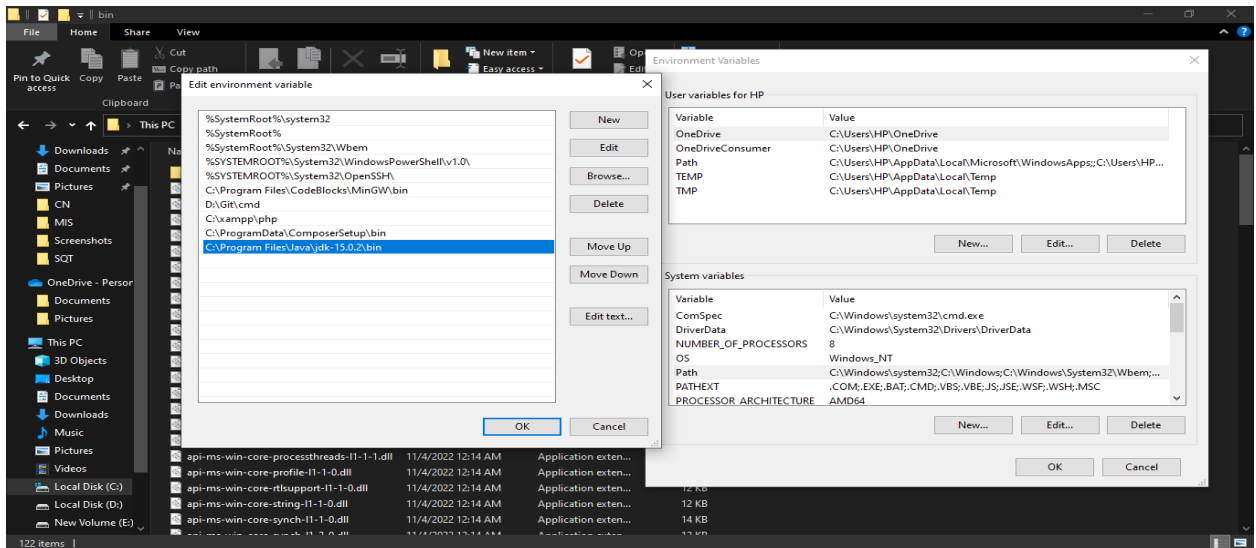 bin
File Home Share View
Pin to Quick access
Copy
Paste
Cut
Copy path
Clipboard
New item
Easy access
This PC
Downloads
Documents
Pictures
CN
MIS
Screenshots
SQT
OneDrive - Person
Documents
Pictures
This PC
3D Objects
Desktop
Documents
Downloads
Music
Pictures
Videos
Local Disk (C:)
Local Disk (D:)
New Volume (E:)
122 items
Edit environment variable
%SystemRoot%\system32
%SystemRoot%
%SystemRoot%\System32\Wbem
%SYSTEMROOT%\System32\WindowsPowerShell\v1.0\
%SYSTEMROOT%\System32\OpenSSH\
C:\Program Files\CodeBlocks\MinGW\bin
D:\Git\cmd
C:\xampp\php
C:\ProgramData\ComposerSetup\bin
C:\Program Files\Java\jdk-15.0.2\bin
New
Edit
Browse...
Delete
Move Up
Move Down
Edit text...
OK Cancel
api-ms-win-core-processthreads-l1-1-1.dll 11/4/2022 12:14 AM Application exten...
api-ms-win-core-profile-l1-1-0.dll 11/4/2022 12:14 AM Application exten...
api-ms-win-core-rtlsupport-l1-1-0.dll 11/4/2022 12:14 AM Application exten... 12 KB
api-ms-win-core-string-l1-1-0.dll 11/4/2022 12:14 AM Application exten... 12 KB
api-ms-win-core-synch-l1-1-0.dll 11/4/2022 12:14 AM Application exten... 14 KB
Environment Variables
User variables for HP
Variable Value
OneDrive C:\Users\HP\OneDrive
OneDriveConsumer C:\Users\HP\OneDrive
Path C:\Users\HP\AppData\Local\Microsoft\WindowsApps;;C:\Users\HP...
TEMP C:\Users\HP\AppData\Local\Temp
TMP C:\Users\HP\AppData\Local\Temp
New... Edit... Delete
System variables
Variable Value
ComSpec C:\Windows\system32\cmd.exe
DriverData C:\Windows\System32\Drivers\DriverData
NUMBER_OF_PROCESSORS 8
OS Windows_NT
Path C:\Windows\system32;C:\Windows;C:\Windows\System32\Wbem;...
PATHEXT .COM;.EXE;.BAT;.CMD;.VBS;.VBE;.JS;.JSE;.WSF;.WSH;.MSC
PROCESSOR_ARCHITECTURE AMD64
New... Edit... Delete
OK Cancel